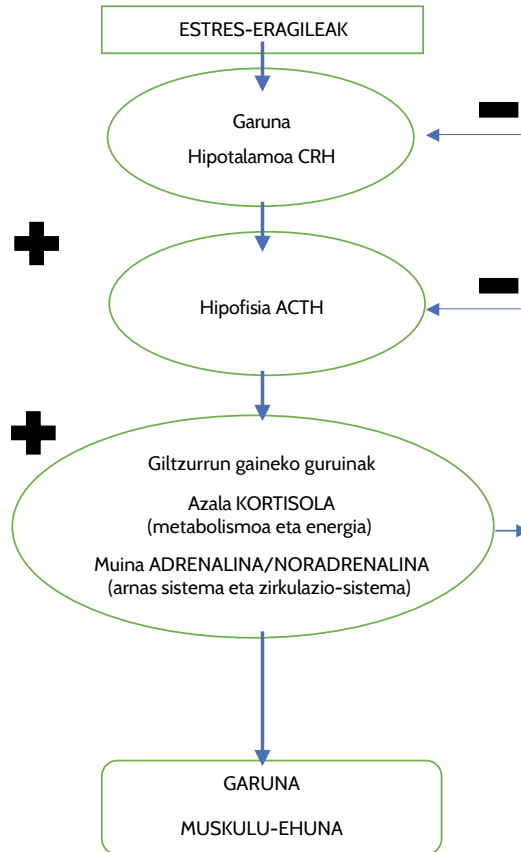 ESTRES-ERAGILEAK
Garuna
Hipotalamoa CRH
Hipofisia ACTH
Giltzurrun gaineko guruinak
Azala KORTISOLA
(metabolismoa eta energia)
Muina ADRENALINA/NORADRENALINA
(arnas sistema eta zirkulazio-sistema)
GARUNA
MUSKULU-EHUNA